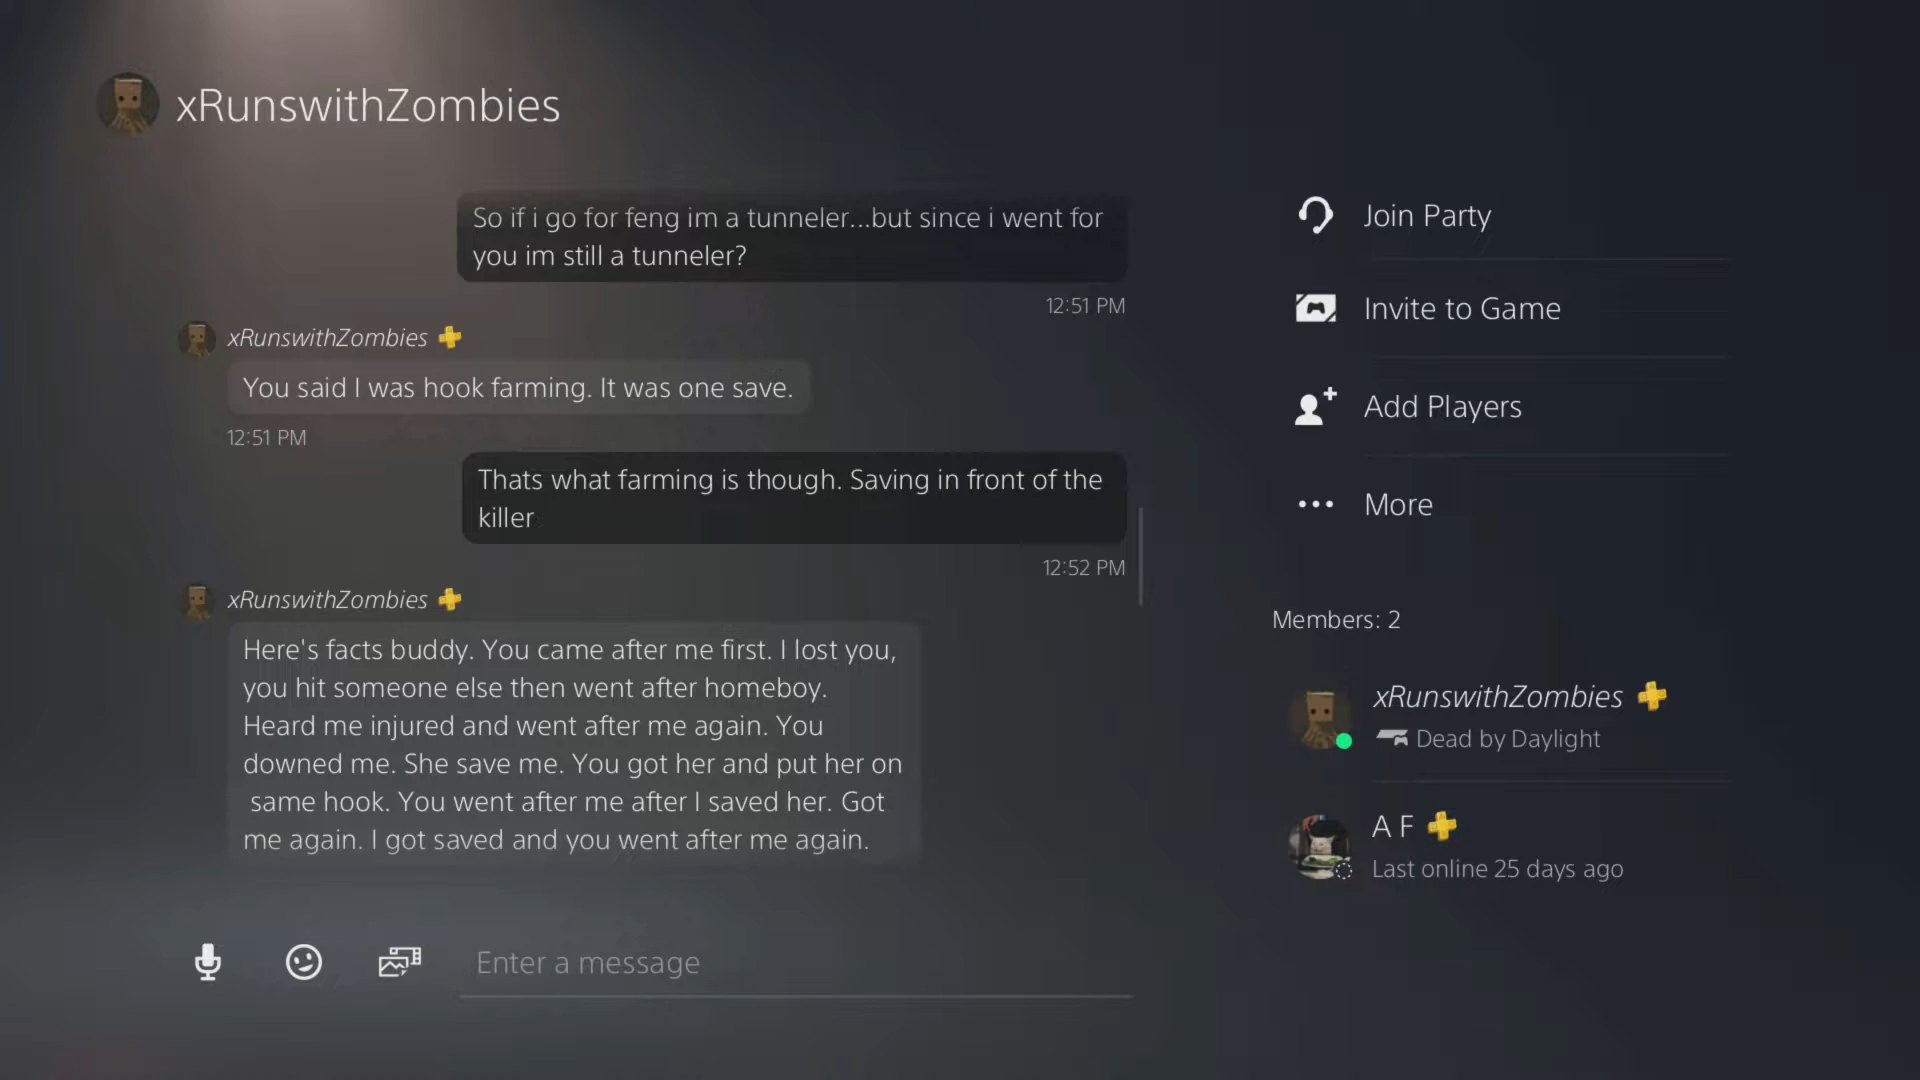 xRunswithZombies
So if i go for feng im a tunneler...but since i went for
you im still a tunneler?
12:51 PM
xRunswithZombies
You said I was hook farming. It was one save.
12:51 PM
Thats what farming is though. Saving in front of the
killer
12:52 PM
xRunswithZombies
Here's facts buddy. You came after me first. I lost you,
you hit someone else then went after homeboy.
Heard me injured and went after me again. You
downed me. She save me. You got her and put her on
same hook. You went after me after I saved her. Got
me again. I got saved and you went after me again.
Enter a message
Join Party
Invite to Game
Add Players
More
Members: 2
xRunswithZombies
Dead by Daylight
A F
Last online 25 days ago